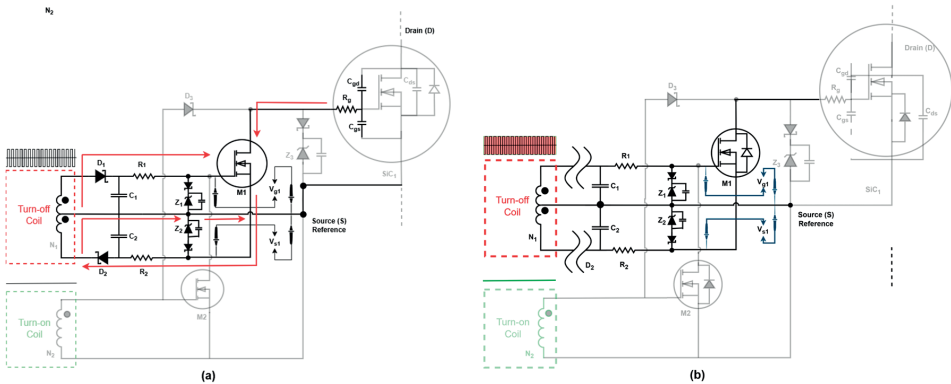 N2
Drain (D)
Cgd
Cds
Rg
Cgs
D3
Z3
SiC1
D1
R1
M1
C1
Z1
Vg1
Turn-off
Coil
N1
Source (S)
Reference
Z2
C2
Vs1
D2
R2
M2
Turn-on
Coil
N2
(a)
Drain (D)
Cgd
Rg
Cgs
Cds
D3
Z3
SiC1
R1
M1
C1
Z1
Vg1
Turn-off
Coil
N1
Source (S)
Reference
Z2
C2
Vs1
D2
R2
M2
Turn-on
Coil
N2
(b)